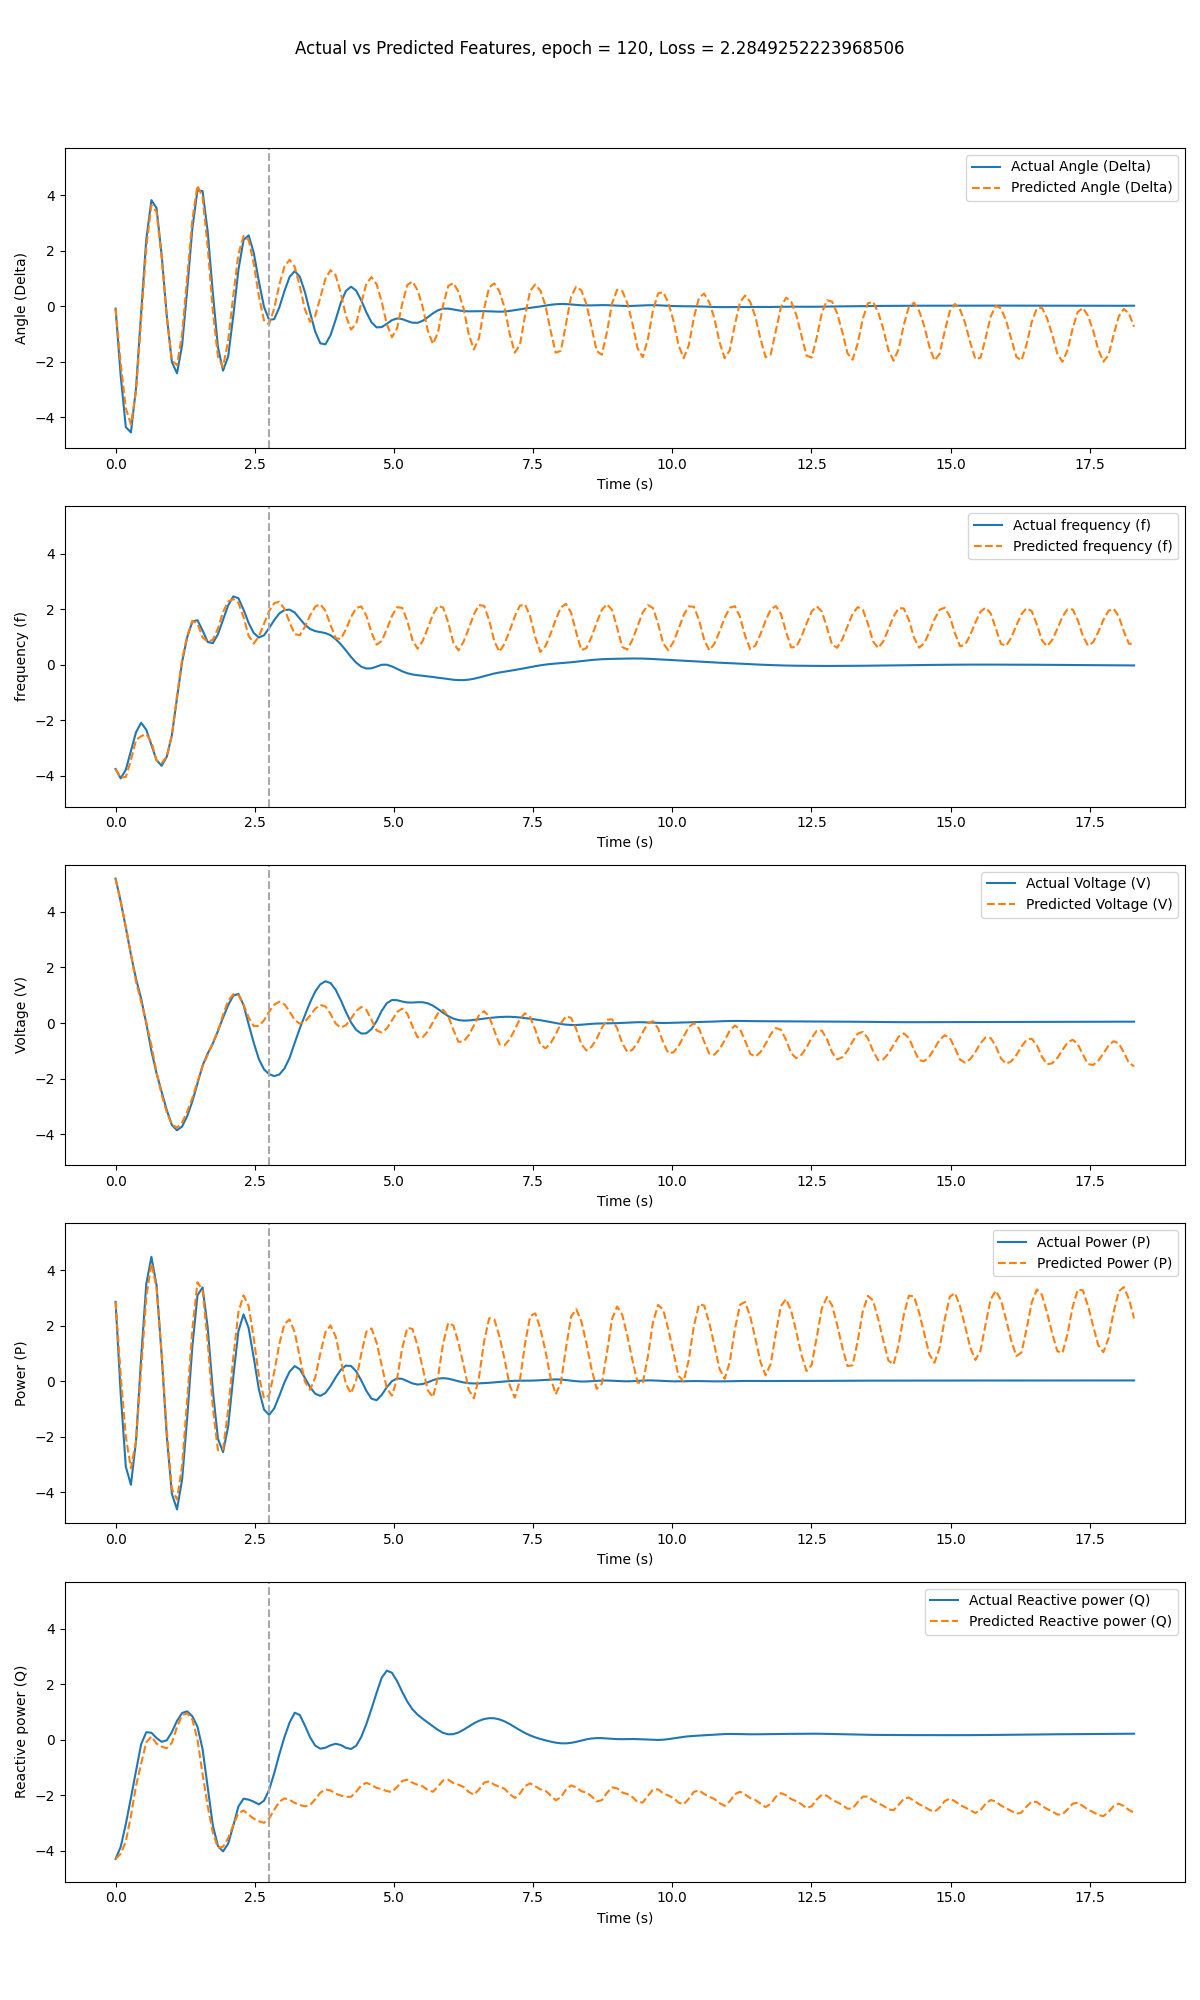 Actual vs Predicted Features, epoch = 120, Loss = 2.2849252223968506
Actual Angle (Delta)
Predicted Angle (Delta)
Angle (Delta)
4
2
0
−2
−4
0.0 2.5 5.0 7.5 10.0 12.5 15.0 17.5
Time (s)
Actual frequency (f)
Predicted frequency (f)
frequency (f)
4
2
0
−2
−4
0.0 2.5 5.0 7.5 10.0 12.5 15.0 17.5
Time (s)
Actual Voltage (V)
Predicted Voltage (V)
Voltage (V)
4
2
0
−2
−4
0.0 2.5 5.0 7.5 10.0 12.5 15.0 17.5
Time (s)
Actual Power (P)
Predicted Power (P)
Power (P)
4
2
0
−2
−4
0.0 2.5 5.0 7.5 10.0 12.5 15.0 17.5
Time (s)
Actual Reactive power (Q)
Predicted Reactive power (Q)
Reactive power (Q)
4
2
0
−2
−4
0.0 2.5 5.0 7.5 10.0 12.5 15.0 17.5
Time (s)